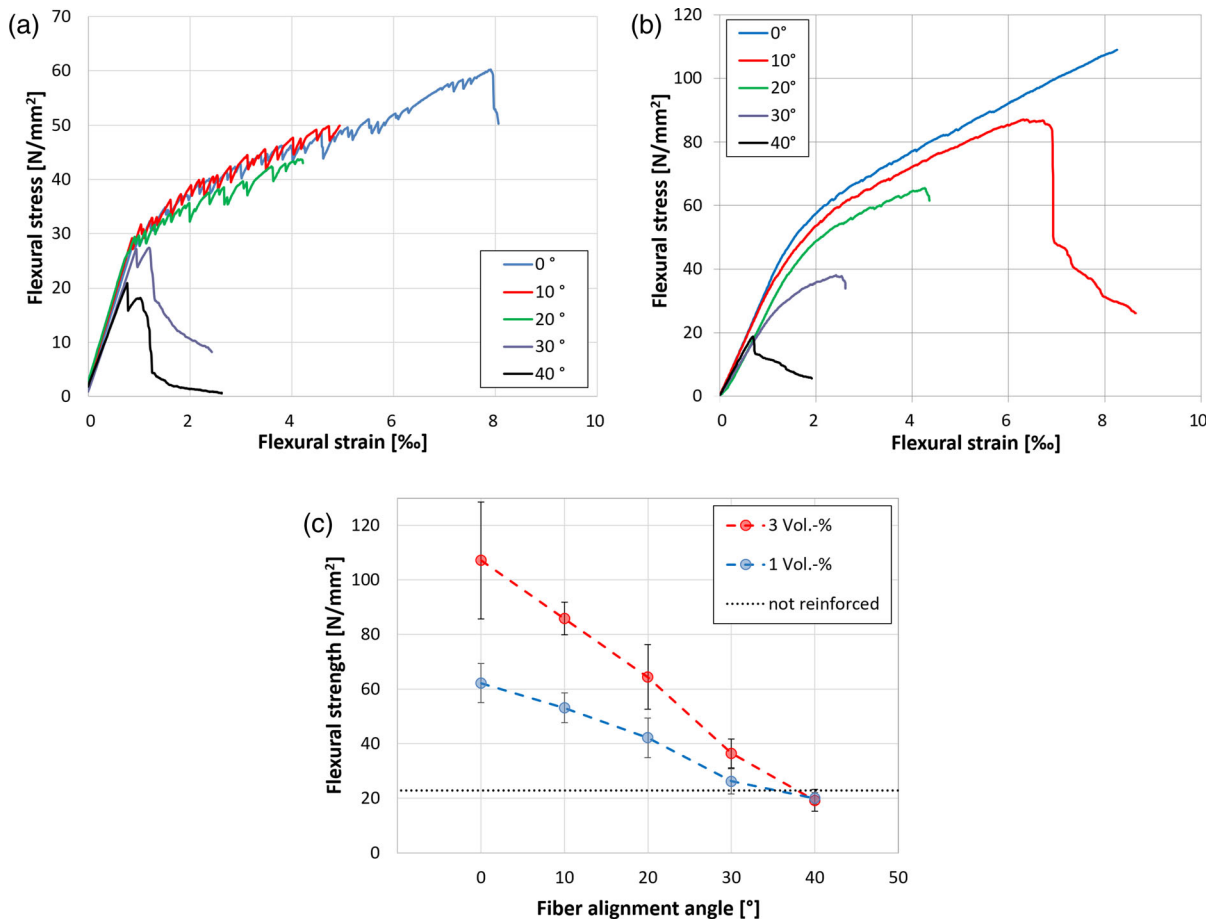 (a)
Flexural stress [N/mm²]
70
60
50
40
30
20
10
0
0 °
10 °
20 °
30 °
40 °
0 2 4 6 8 10
Flexural strain [‰]
(b)
Flexural stress [N/mm²]
120
100
80
60
40
20
0
0°
10°
20°
30°
40°
0 2 4 6 8 10
Flexural strain [‰]
(c)
Flexural strength [N/mm²]
120
100
80
60
40
20
0
3 Vol.-%
1 Vol.-%
not reinforced
0 10 20 30 40 50
Fiber alignment angle [°]